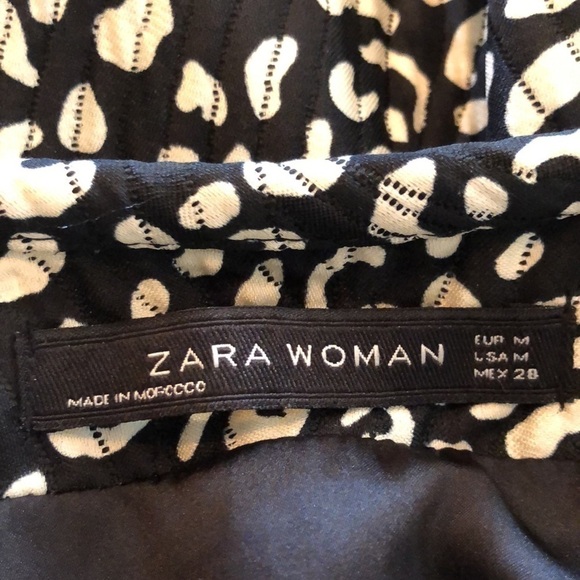 ZARA WOMAN
MADE IN MOROCCO
EUR M
USA M
MEX 28